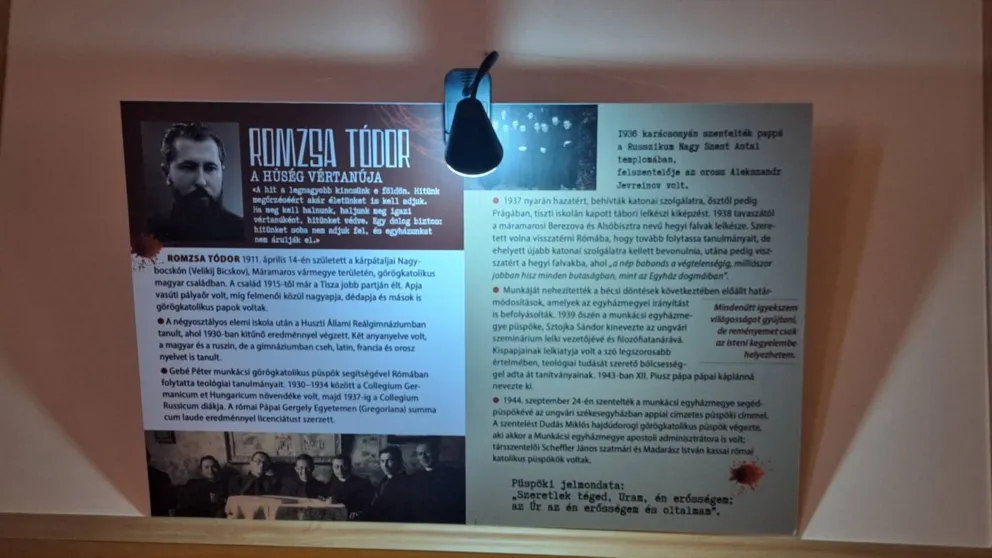 ROMZSA TÓDOR
A HŰSÉG VÉRTANÚJA
«A hit a legnagyobb kincsünk e földön. Hitünk
megőrzéséért akár életünket is kell adjuk.
Ha meg kell halnunk, haljunk meg igazi
vértanúként, hitünket védve. Egy dolog biztos:
hitünket soha nem adjuk fel, és egyházunkat
nem árulják el.»
ROMZSA TÓDOR 1911. április 14-én született a kárpátaljai Nagy-
bocskón (Velikij Bicskov), Máramaros vármegye területén, görögkatolikus
magyar családban. A család 1915-től már a Tisza jobb partján élt. Apja
vasúti pályaőr volt, míg felmenői közül nagyapja, dédapja és mások is
görögkatolikus papok voltak.
● A négyosztályos elemi iskola után a Huszti Állami Reálgimnáziumban
tanult, ahol 1930-ban kitűnő eredménnyel végzett. Két anyanyelve volt,
a magyar és a ruszin, de a gimnáziumban cseh, latin, francia és orosz
nyelvet is tanult.
● Gebé Péter munkácsi görögkatolikus püspök segítségével Rómában
folytatta teológiai tanulmányait. 1930–1934 között a Collegium Ger-
manicum et Hungaricum növendéke volt, majd 1937-ig a Collegium
Russicum diákja. A római Pápai Gergely Egyetemen (Gregoriana) summa
cum laude eredménnyel licenciátust szerzett.
1936 karácsonyán szentelték pappá
a Russzikum Nagy Szent Antal
templomában,
felszentelője az orosz Alekszandr
Jevreinov volt.
● 1937 nyarán hazatért, behívták katonai szolgálatra, ősztől pedig
Prágában, tiszti iskolán kapott tábori lelkészi kiképzést. 1938 tavaszától
a máramarosi Berezova és Alsóbisztra nevű hegyi falvak lelkésze. Szere-
tett volna visszatérni Rómába, hogy tovább folytassa tanulmányait, de
ehelyett újabb katonai szolgálatra kellett bevonulnia, utána pedig vissz-
atért a hegyi falvakba, ahol „a nép babonás a végtelenségig, milliószor
jobban hisz minden butaságban, mint az Egyház dogmáiban”.
● Munkáját nehezítették a bécsi döntések következtében előállt határ-
módosítások, amelyek az egyházmegyei irányítást
is befolyásolták. 1939 őszén a munkácsi egyházme-
gye püspöke, Sztojka Sándor kinevezte az ungvári
szeminárium lelki vezetőjévé és filozófiatanárává.
Kispapjainak lelkiatyja volt a szó legszorosabb
értelmében, teológiai tudását szerető bölcsesség-
gel adta át tanítványainak. 1943-ban XII. Piusz pápa pápai káplánná
nevezte ki.
Mindenütt igyekszem
világosságot gyűjteni,
de reményemet csak
az isteni kegyelembe
helyezhetem.
● 1944. szeptember 24-én szentelték a munkácsi egyházmegye segéd-
püspökévé az ungvári székesegyházban appiai címzetes püspöki címmel.
A szentelést Dudás Miklós hajdúdorogi görögkatolikus püspök végezte,
aki akkor a Munkácsi egyházmegye apostoli adminisztrátora is volt;
társszentelői Scheffler János szatmári és Madarász István kassai római
katolikus püspökök voltak.
Püspöki jelmondata:
„Szeretlek téged, Uram, én erősségem;
az Úr az én erősségem és oltalmam”.